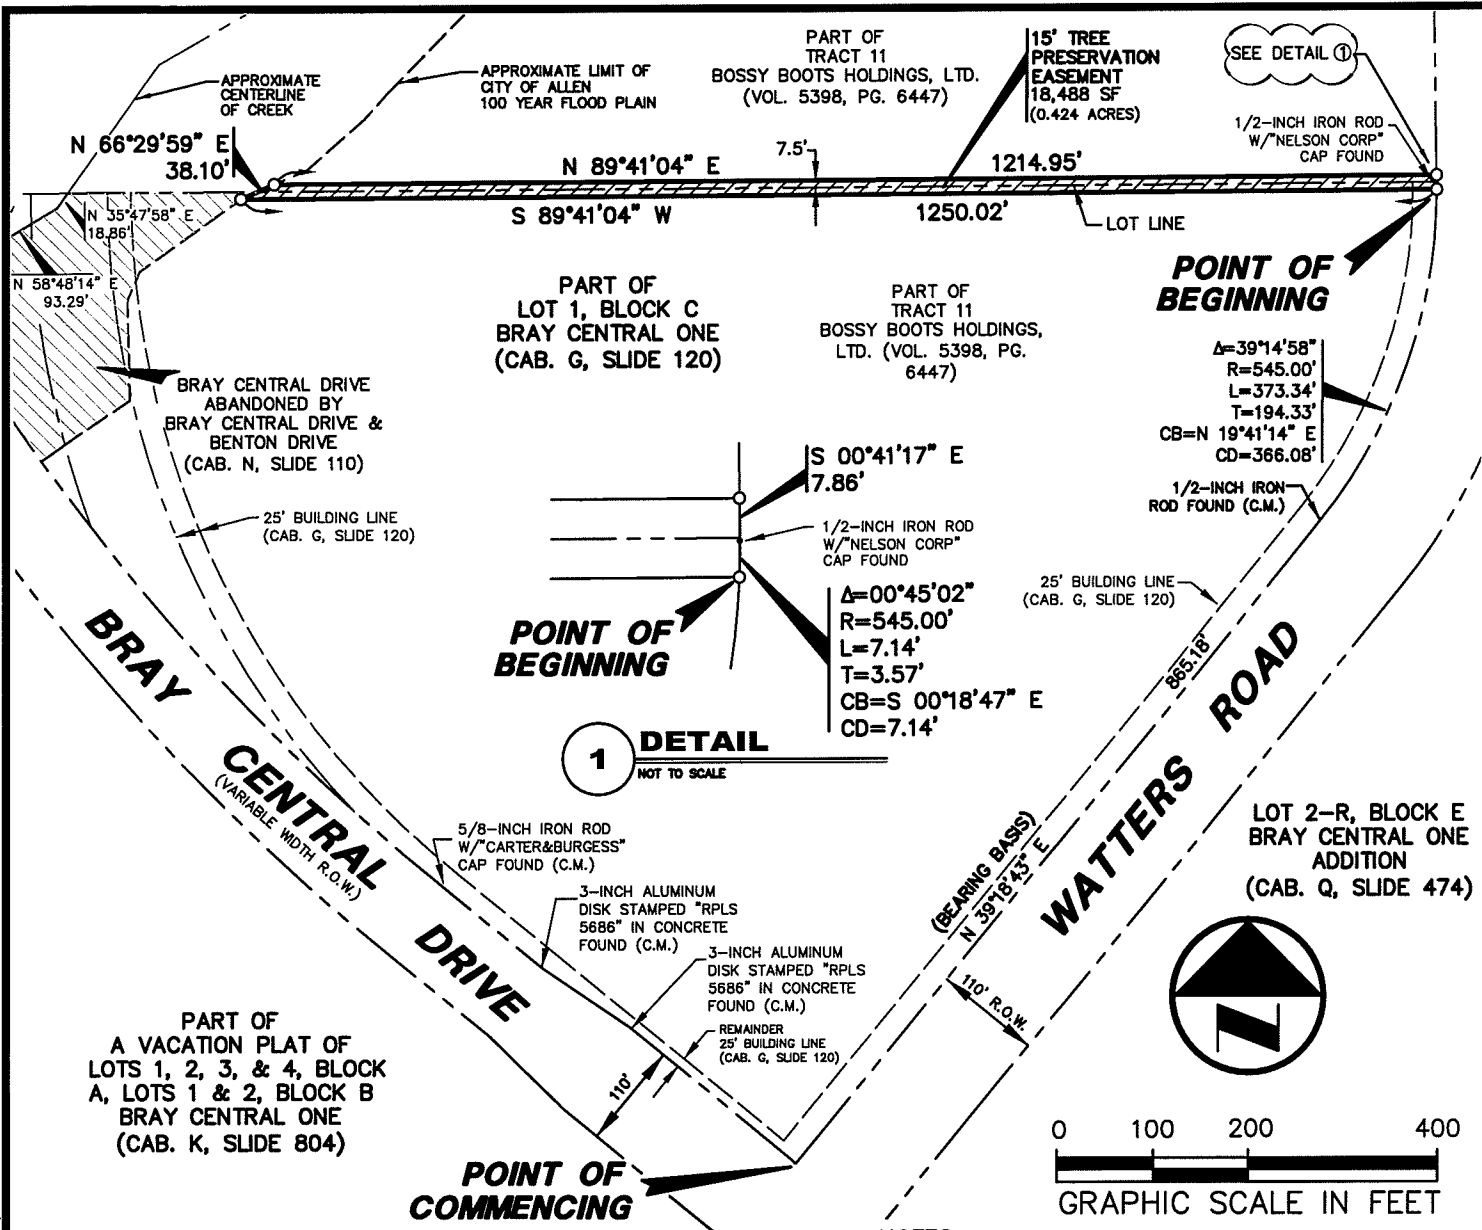 PART OF
TRACT 11
BOSSY BOOTS HOLDINGS, LTD.
(VOL. 5398, PG. 6447)
15' TREE
PRESERVATION
EASEMENT
18,488 SF
(0.424 ACRES)
SEE DETAIL 1
APPROXIMATE
CENTERLINE
OF CREEK
APPROXIMATE LIMIT OF
CITY OF ALLEN
100 YEAR FLOOD PLAIN
1/2-INCH IRON ROD
W/"NELSON CORP"
CAP FOUND
N 66°29'59" E
38.10'
N 89°41'04" E
7.5'
1214.95'
S 89°41'04" W
1250.02'
LOT LINE
N 35°47'58" E
18.86'
N 58°48'14" E
93.29'
POINT OF
BEGINNING
PART OF
LOT 1, BLOCK C
BRAY CENTRAL ONE
(CAB. G, SLIDE 120)
PART OF
TRACT 11
BOSSY BOOTS HOLDINGS,
LTD. (VOL. 5398, PG.
6447)
Δ=39°14'58"
R=545.00'
L=373.34'
T=194.33'
CB=N 19°41'14" E
CD=366.08'
BRAY CENTRAL DRIVE
ABANDONED BY
BRAY CENTRAL DRIVE &
BENTON DRIVE
(CAB. N, SLIDE 110)
S 00°41'17" E
7.86'
1/2-INCH IRON
ROD FOUND (C.M.)
25' BUILDING LINE
(CAB. G, SLIDE 120)
1/2-INCH IRON ROD
W/"NELSON CORP"
CAP FOUND
25' BUILDING LINE
(CAB. G, SLIDE 120)
Δ=00°45'02"
R=545.00'
L=7.14'
T=3.57'
CB=S 00°18'47" E
CD=7.14'
POINT OF
BEGINNING
1 DETAIL
NOT TO SCALE
BRAY CENTRAL DRIVE
(VARIABLE WIDTH R.O.W.)
865.18'
WATTERS ROAD
(BEARING BASIS)
N 39°18'43" E
5/8-INCH IRON ROD
W/"CARTER&BURGESS"
CAP FOUND (C.M.)
3-INCH ALUMINUM
DISK STAMPED "RPLS
5686" IN CONCRETE
FOUND (C.M.)
3-INCH ALUMINUM
DISK STAMPED "RPLS
5686" IN CONCRETE
FOUND (C.M.)
LOT 2-R, BLOCK E
BRAY CENTRAL ONE
ADDITION
(CAB. Q, SLIDE 474)
110' R.O.W.
N
REMAINDER
25' BUILDING LINE
(CAB. G, SLIDE 120)
110'
PART OF
A VACATION PLAT OF
LOTS 1, 2, 3, & 4, BLOCK
A, LOTS 1 & 2, BLOCK B
BRAY CENTRAL ONE
(CAB. K, SLIDE 804)
POINT OF
COMMENCING
0 100 200 400
GRAPHIC SCALE IN FEET